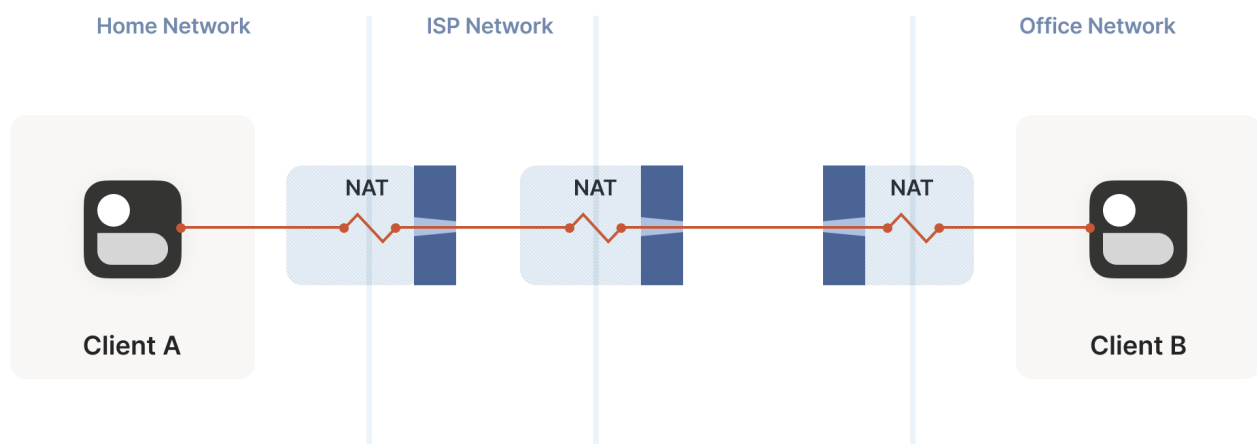 Home Network
ISP Network
Office Network
NAT
NAT
NAT
Client A
Client B